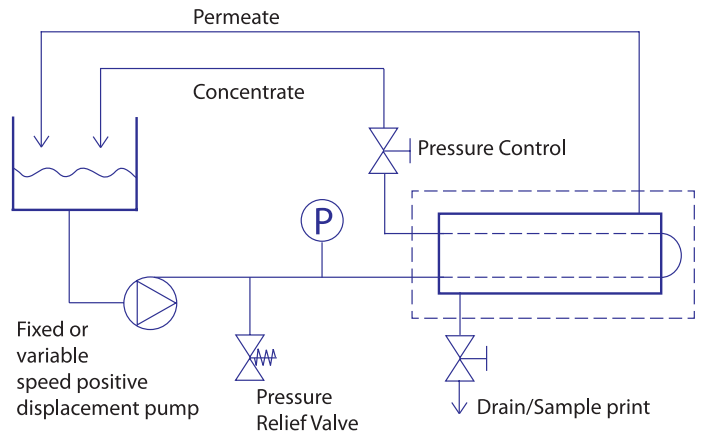 Permeate
Concentrate
Pressure Control
P
Fixed or
variable
speed positive
displacement pump
Pressure
Relief Valve
Drain/Sample print